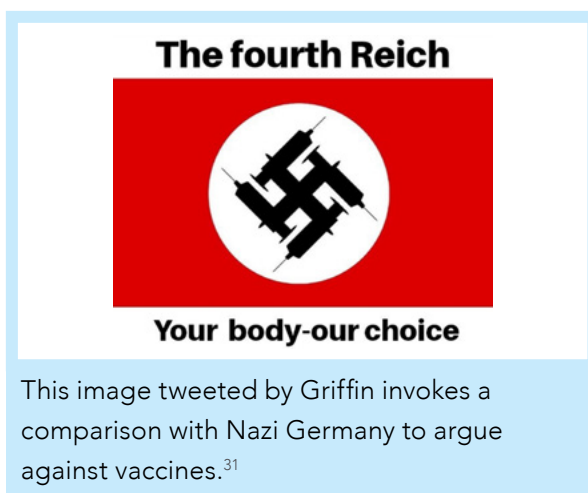 The fourth Reich
Your body-our choice
This image tweeted by Griffin invokes a
comparison with Nazi Germany to argue
against vaccines.31